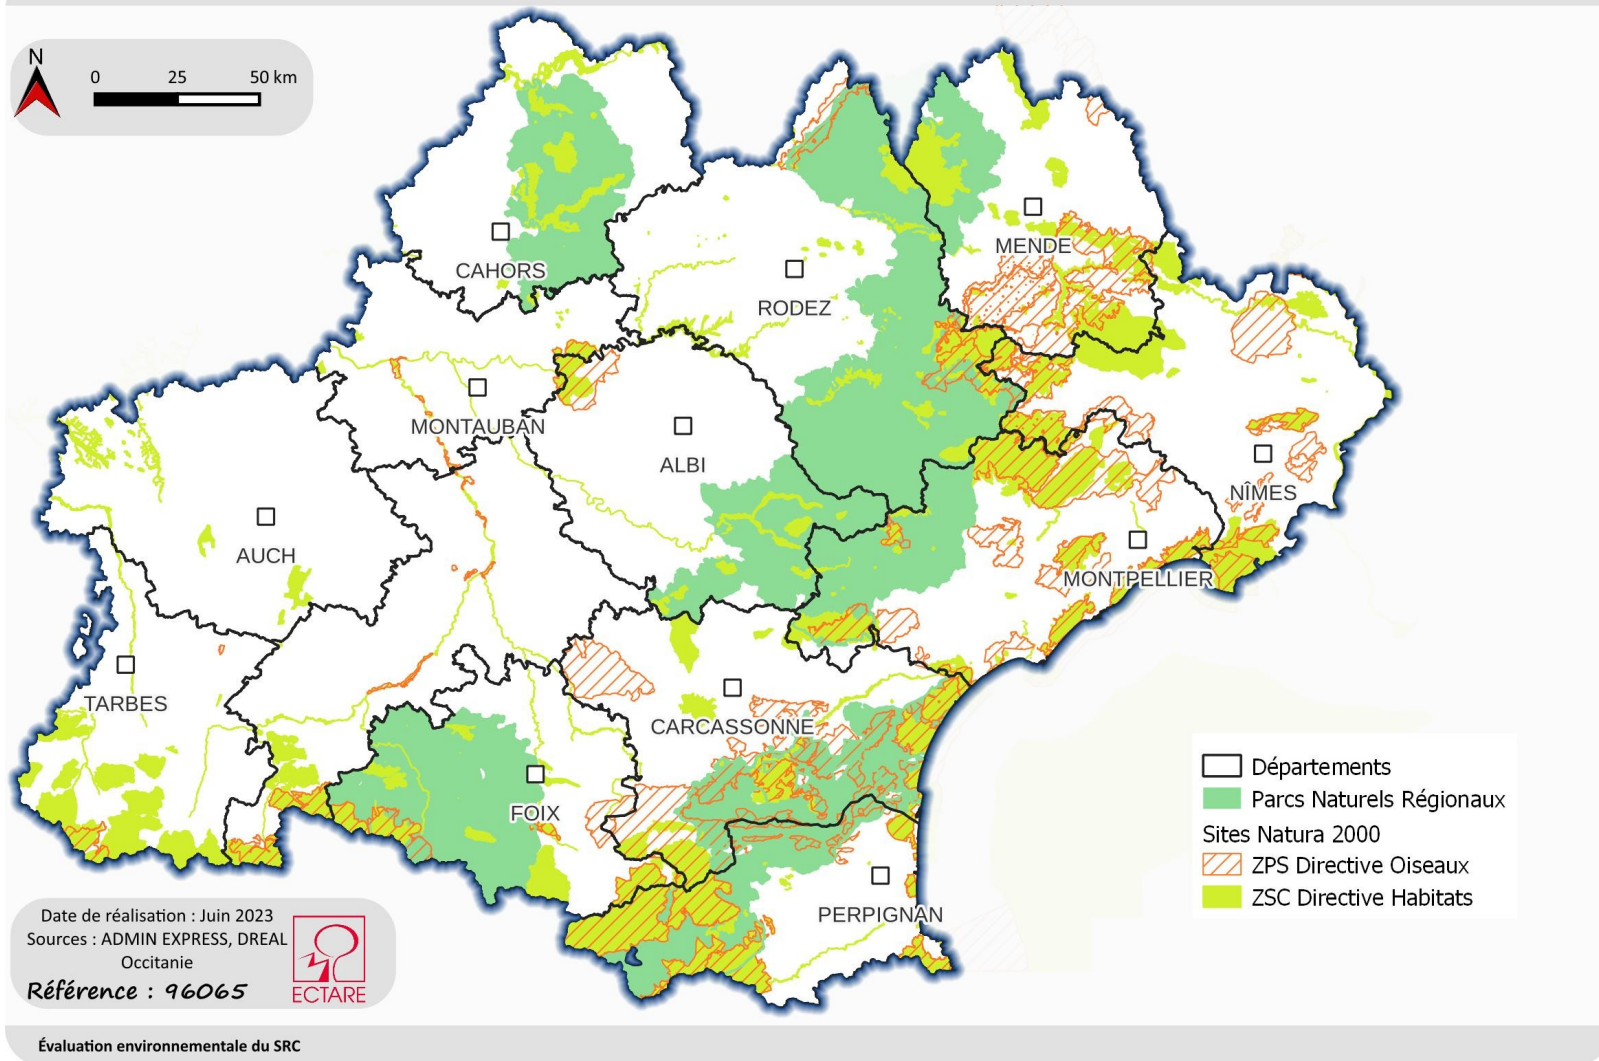 N
0 25 50 km
CAHORS
MENDE
RODEZ
MONTAUBAN
ALBI
NÎMES
AUCH
MONTPELLIER
TARBES
CARCASSONNE
FOIX
PERPIGNAN
Départements
Parcs Naturels Régionaux
Sites Natura 2000
ZPS Directive Oiseaux
ZSC Directive Habitats
Date de réalisation : Juin 2023
Sources : ADMIN EXPRESS, DREAL
Occitanie
Référence : 96065
ECTARE
Évaluation environnementale du SRC